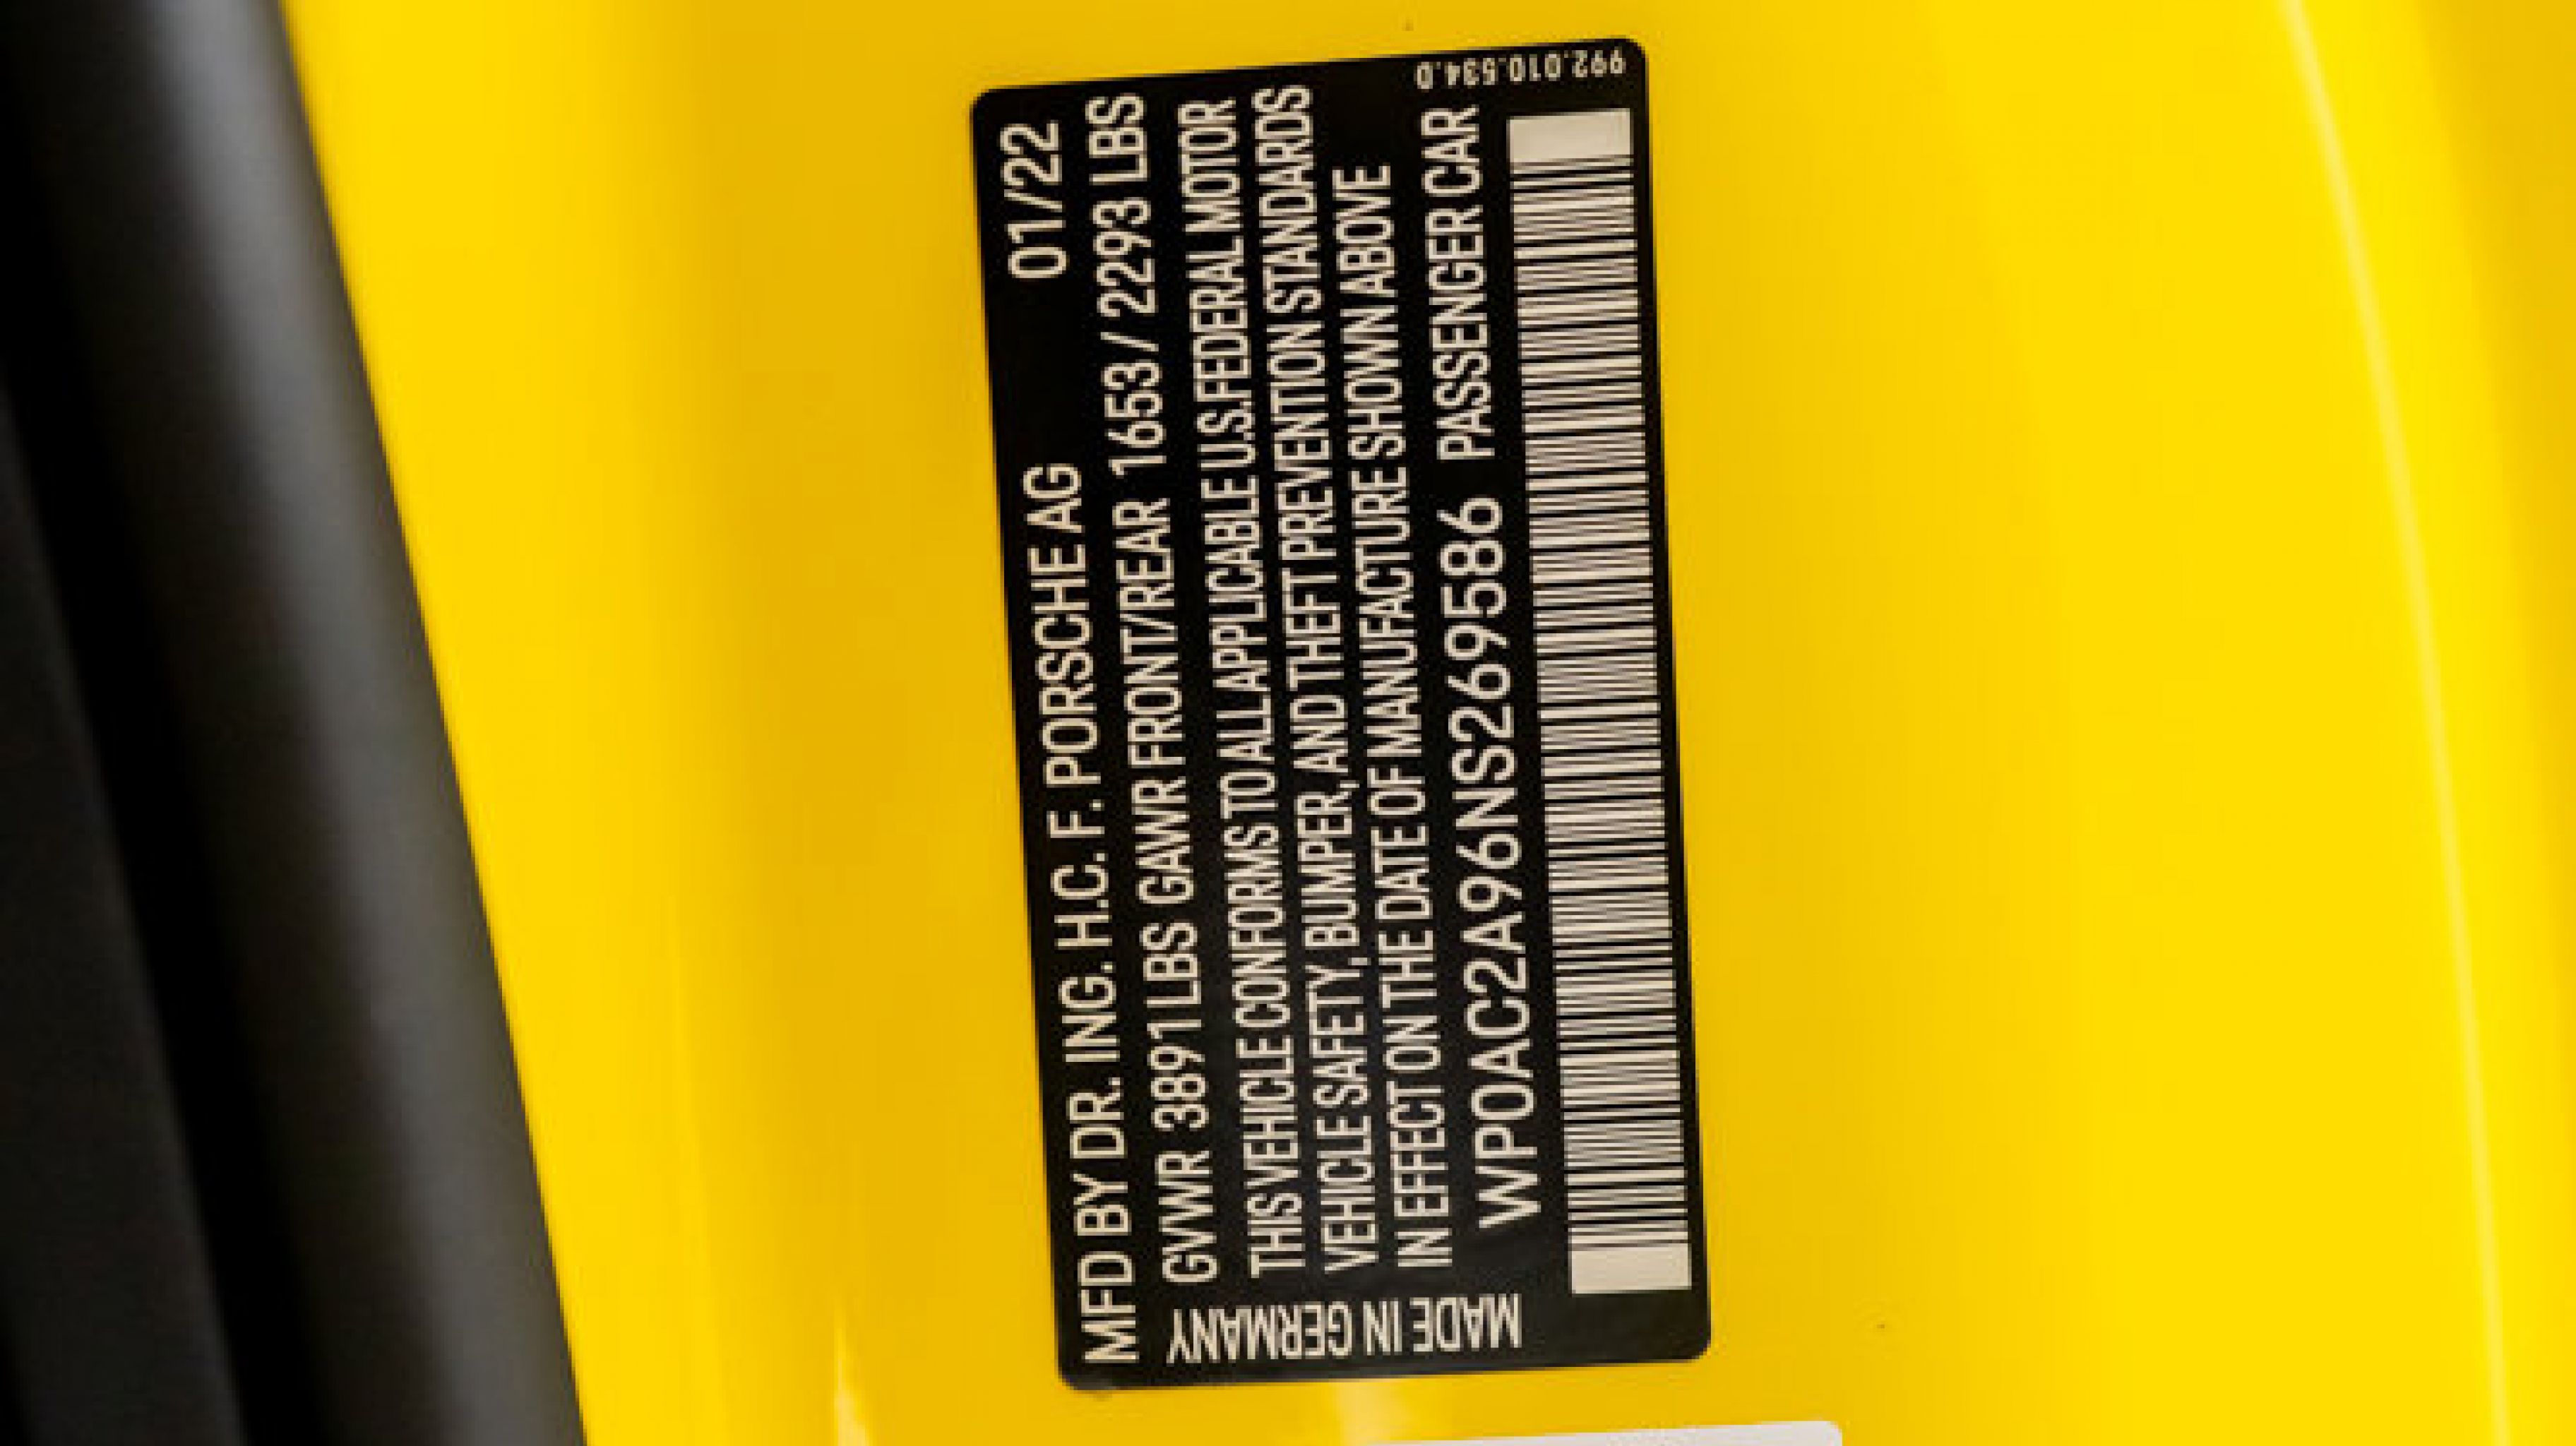 MFD BY DR. ING. H.C. F. PORSCHE AG 01/22
GVWR 3891LBS GAWR FRONT/REAR 1653/2293 LBS
THIS VEHICLE CONFORMS TO ALL APPLICABLE U.S. FEDERAL MOTOR
VEHICLE SAFETY, BUMPER, AND THEFT PREVENTION STANDARDS
IN EFFECT ON THE DATE OF MANUFACTURE SHOWN ABOVE
WP0AC2A96NS269586 PASSENGER CAR
MADE IN GERMANY
992.010.534.D